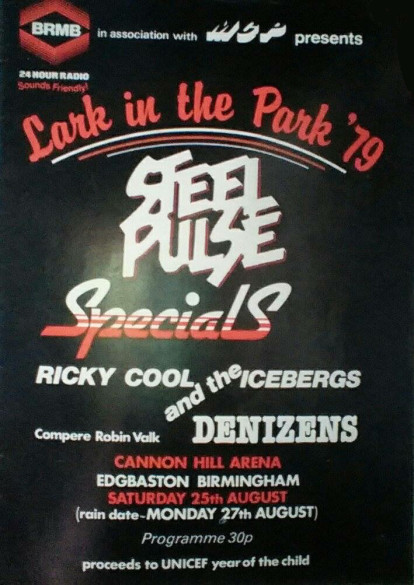 BRMB in association with MCP presents
24 HOUR RADIO
'Sounds Friendly!'
Lark in the Park '79
STEEL
PULSE
Specials
RICKY COOL and the ICEBERGS
Compere Robin Valk DENIZENS
CANNON HILL ARENA
EDGBASTON BIRMINGHAM
SATURDAY 25th AUGUST
(rain date-MONDAY 27th AUGUST)
Programme 30p
proceeds to UNICEF year of the child